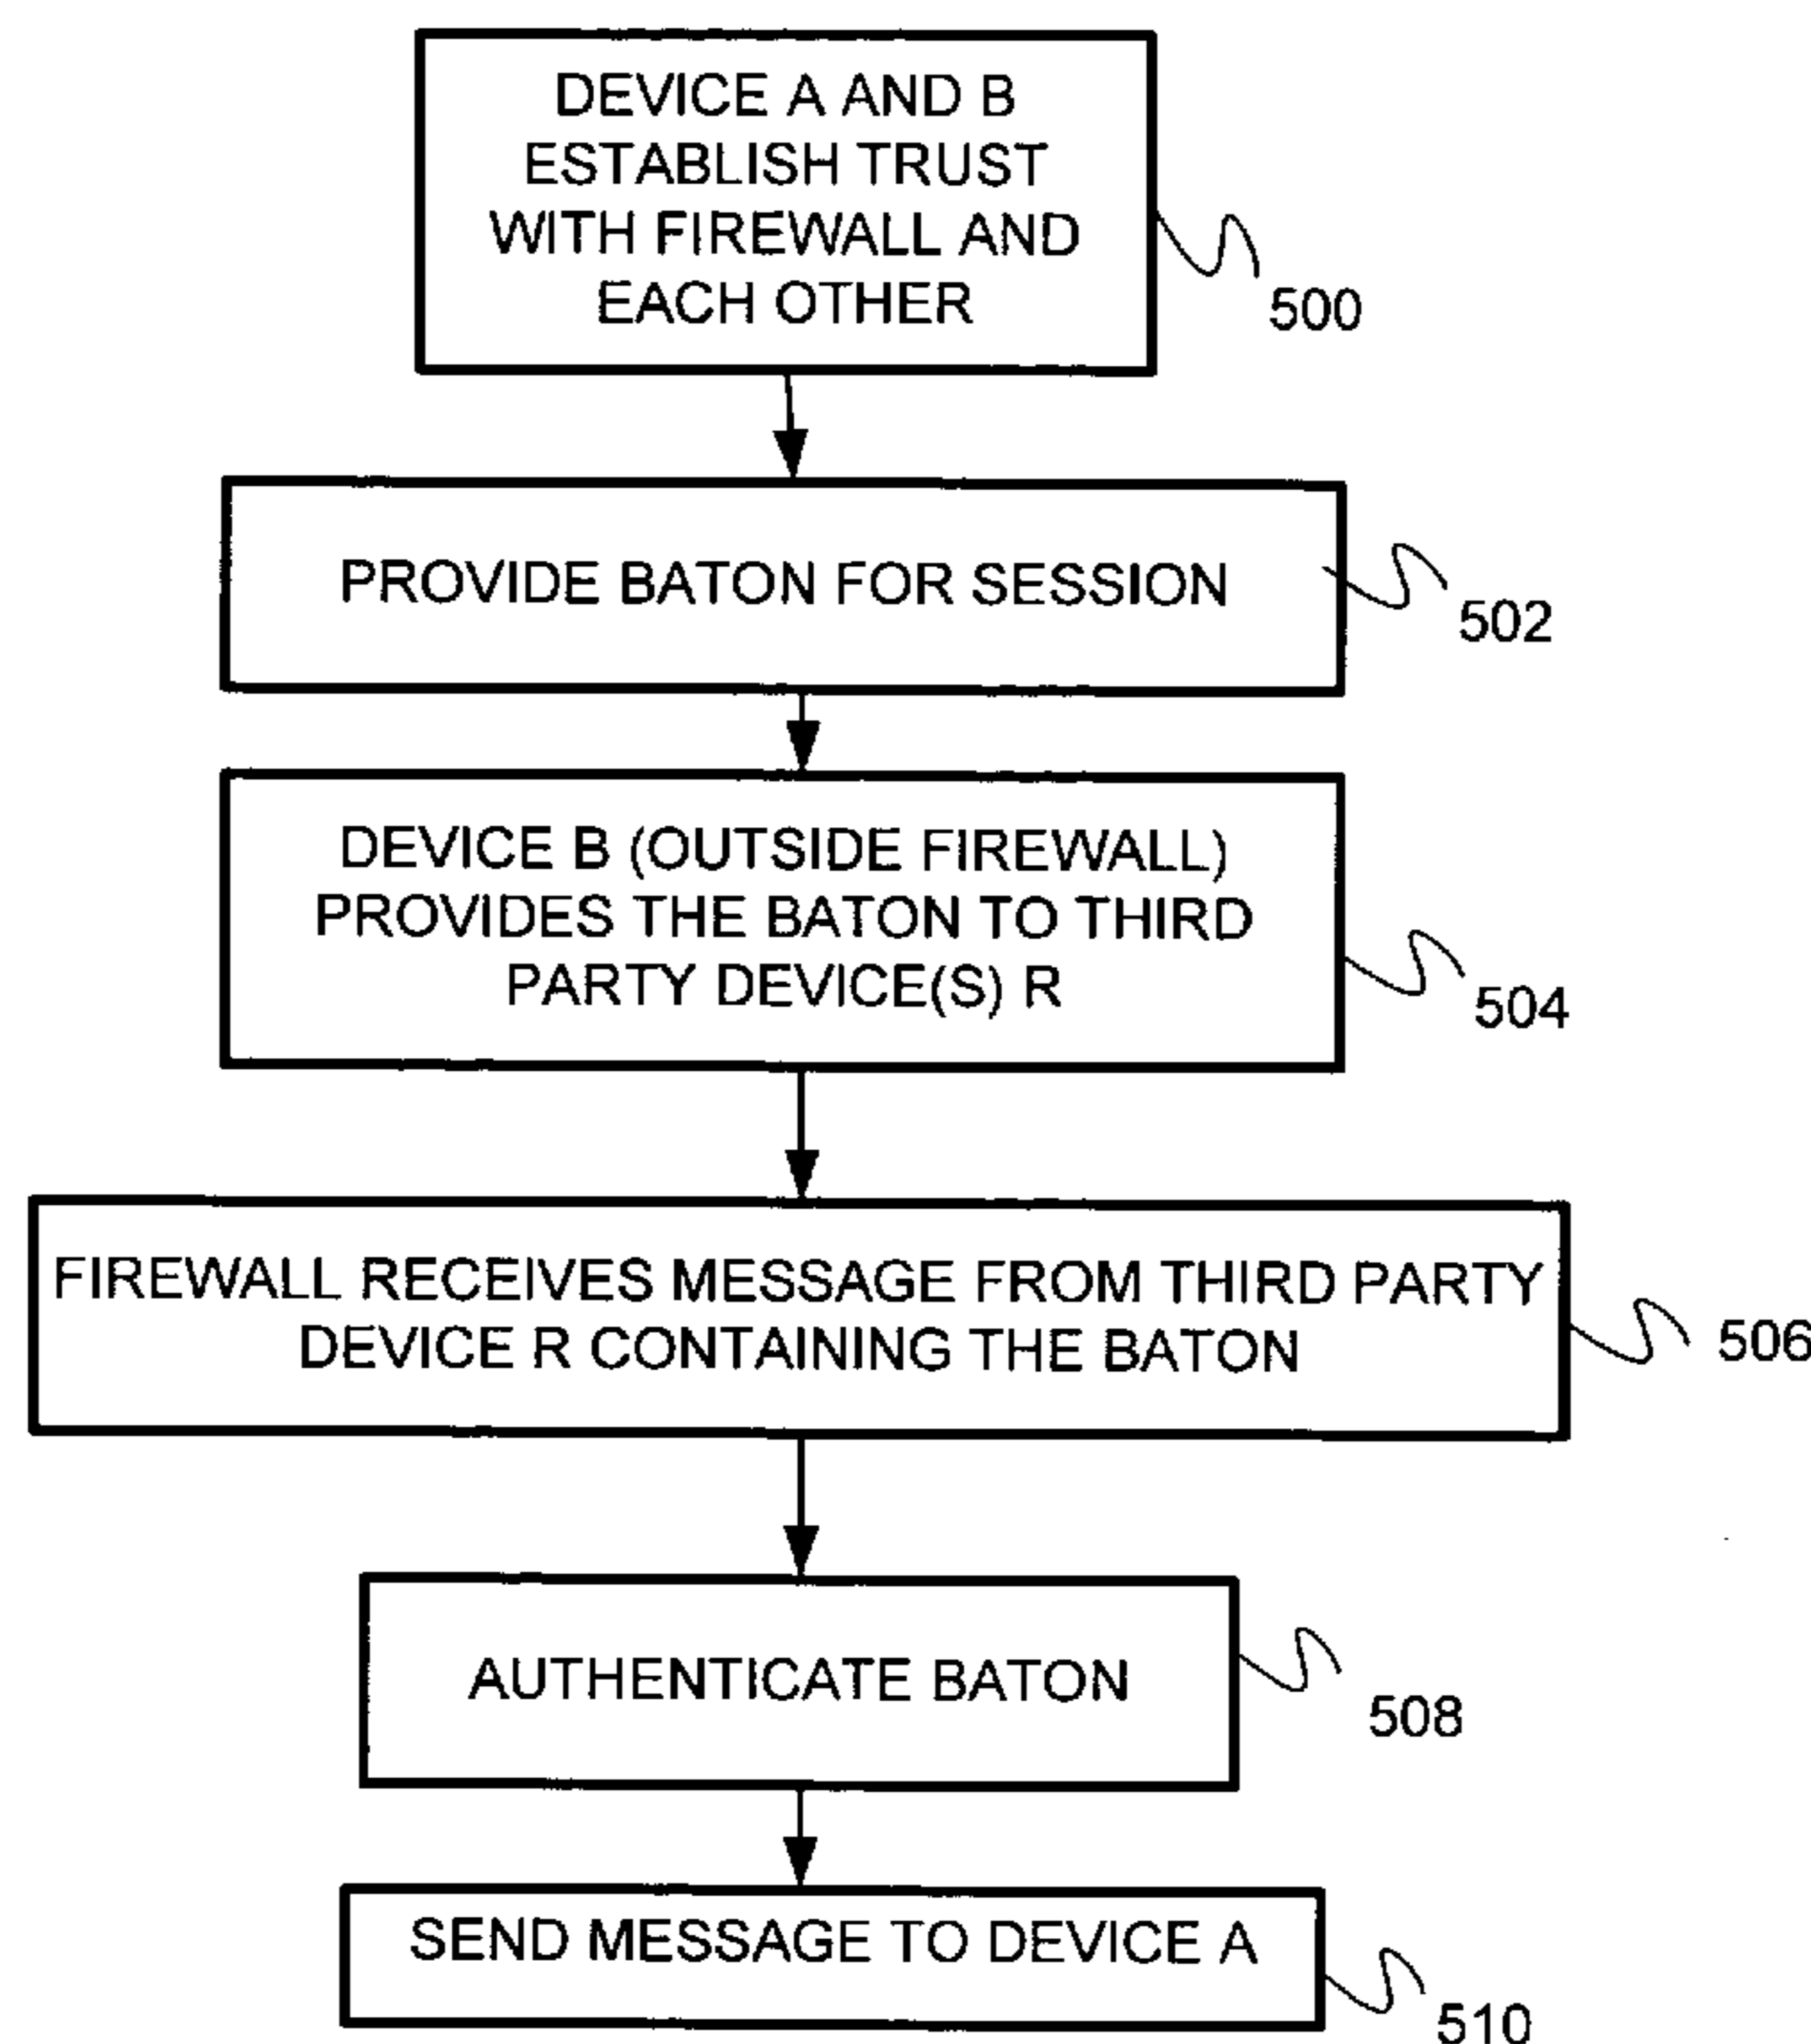 DEVICE A AND B
ESTABLISH TRUST
WITH FIREWALL AND
EACH OTHER
500
PROVIDE BATON FOR SESSION
502
DEVICE B (OUTSIDE FIREWALL)
PROVIDES THE BATON TO THIRD
PARTY DEVICE(S) R
504
FIREWALL RECEIVES MESSAGE FROM THIRD PARTY
DEVICE R CONTAINING THE BATON
506
AUTHENTICATE BATON
508
SEND MESSAGE TO DEVICE A
510